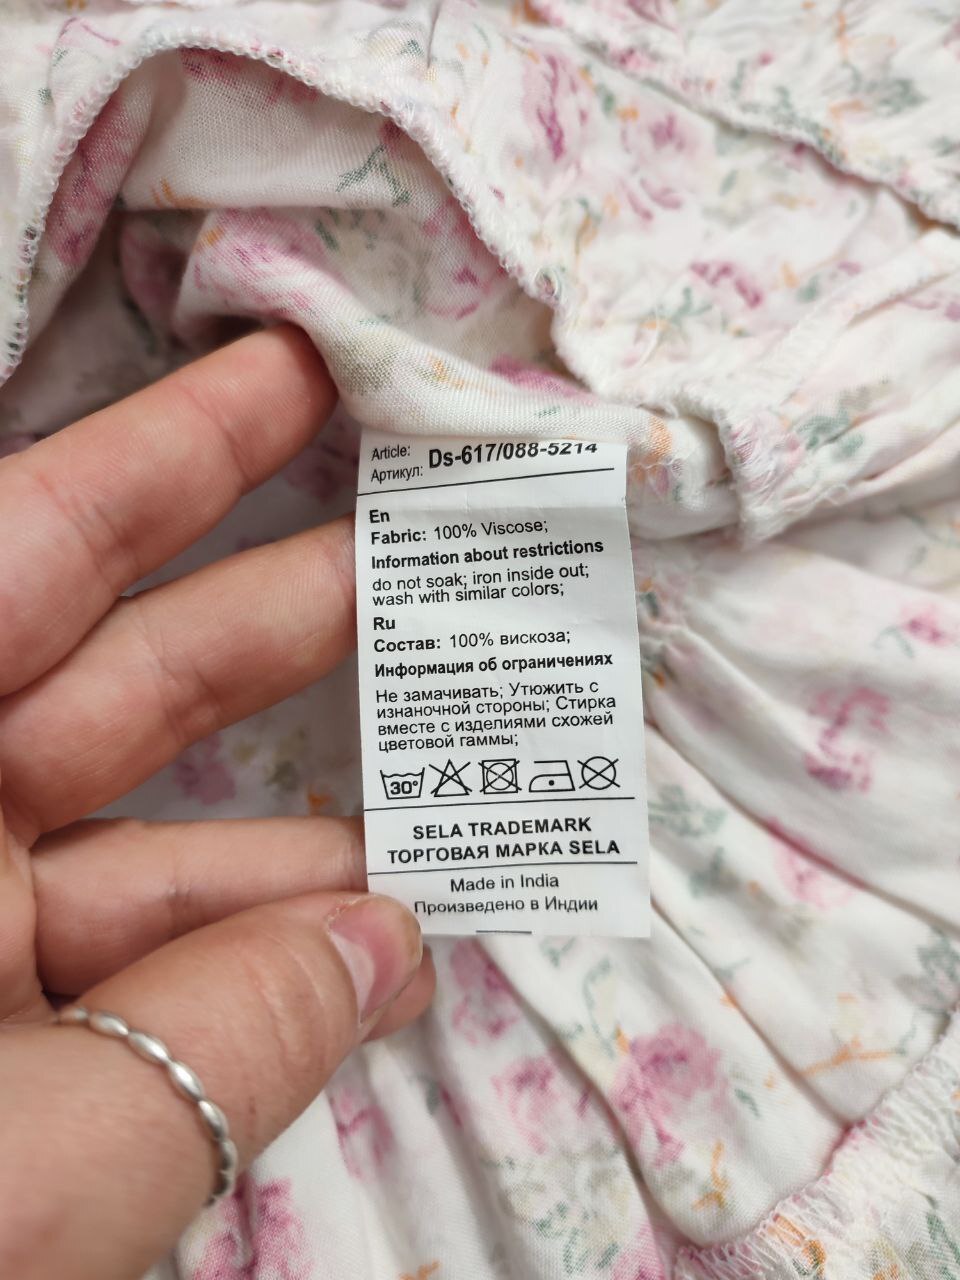 Article: Ds-617/088-5214
Артикул:
En
Fabric: 100% Viscose;
Information about restrictions
do not soak; iron inside out;
wash with similar colors;
Ru
Состав: 100% вискоза;
Информация об ограничениях
Не замачивать; Утюжить с
изнаночной стороны; Стирка
вместе с изделиями схожей
цветовой гаммы;
30°
SELA TRADEMARK
ТОРГОВАЯ МАРКА SELA
Made in India
Произведено в Индии